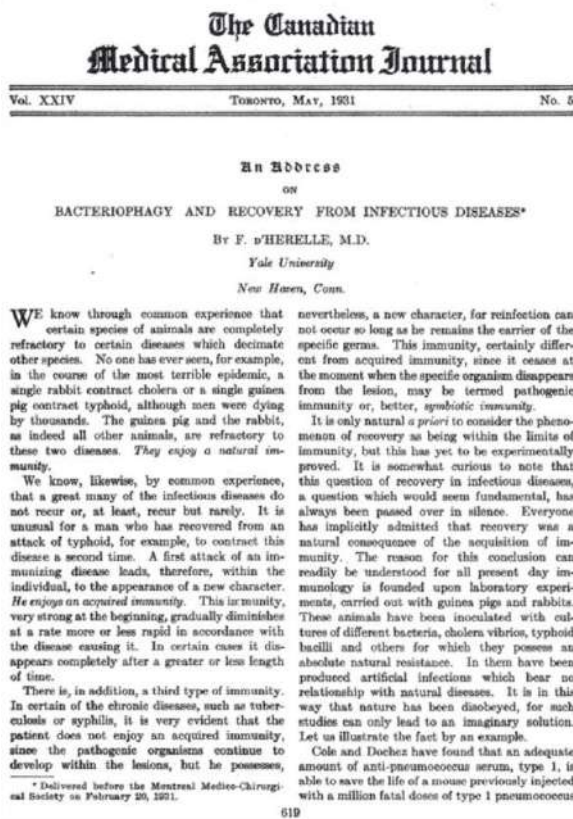 The Canadian
Medical Association Journal
Vol. XXIV TORONTO, MAY, 1931 No. 5
An Address
ON
BACTERIOPHAGY AND RECOVERY FROM INFECTIOUS DISEASES*
BY F. D'HERELLE, M.D.
Yale University
New Haven, Conn.
WE know through common experience that
certain species of animals are completely
refractory to certain diseases which decimate
other species. No one has ever seen, for example,
in the course of the most terrible epidemic, a
single rabbit contract cholera or a single guinea
pig contract typhoid, although men were dying
by thousands. The guinea pig and the rabbit,
as indeed all other animals, are refractory to
these two diseases. They enjoy a natural im-
munity.
We know, likewise, by common experience,
that a great many of the infectious diseases do
not recur or, at least, recur but rarely. It is
unusual for a man who has recovered from an
attack of typhoid, for example, to contract this
disease a second time. A first attack of an im-
munizing disease leads, therefore, within the
individual, to the appearance of a new character.
He enjoys an acquired immunity. This immunity,
very strong at the beginning, gradually diminishes
at a rate more or less rapid in accordance with
the disease causing it. In certain cases it dis-
appears completely after a greater or less length
of time.
There is, in addition, a third type of immunity.
In certain of the chronic diseases, such as tuber-
culosis or syphilis, it is very evident that the
patient does not enjoy an acquired immunity,
since the pathogenic organisms continue to
develop within the lesions, but he possesses,
* Delivered before the Montreal Medico-Chirurgi-
cal Society on February 20, 1931.
nevertheless, a new character, for reinfection can
not occur so long as he remains the carrier of the
specific germs. This immunity, certainly differ-
ent from acquired immunity, since it ceases at
the moment when the specific organism disappears
from the lesion, may be termed pathogenic
immunity or, better, symbiotic immunity.
It is only natural a priori to consider the pheno-
menon of recovery as being within the limits of
immunity, but this has yet to be experimentally
proved. It is somewhat curious to note that
this question of recovery in infectious diseases,
a question which would seem fundamental, has
always been passed over in silence. Everyone
has implicitly admitted that recovery was a
natural consequence of the acquisition of im-
munity. The reason for this conclusion can
readily be understood for all present day im-
munology is founded upon laboratory experi-
ments, carried out with guinea pigs and rabbits.
These animals have been inoculated with cul-
tures of different bacteria, cholera vibrios, typhoid
bacilli and others for which they possess an
absolute natural resistance. In them have been
produced artificial infections which bear no
relationship with natural diseases. It is in this
way that nature has been disobeyed, for such
studies can only lead to an imaginary solution.
Let us illustrate the fact by an example.
Cole and Dochez have found that an adequate
amount of anti-pneumococcus serum, type 1, is
able to save the life of a mouse previously injected
with a million fatal doses of type 1 pneumococcus
619